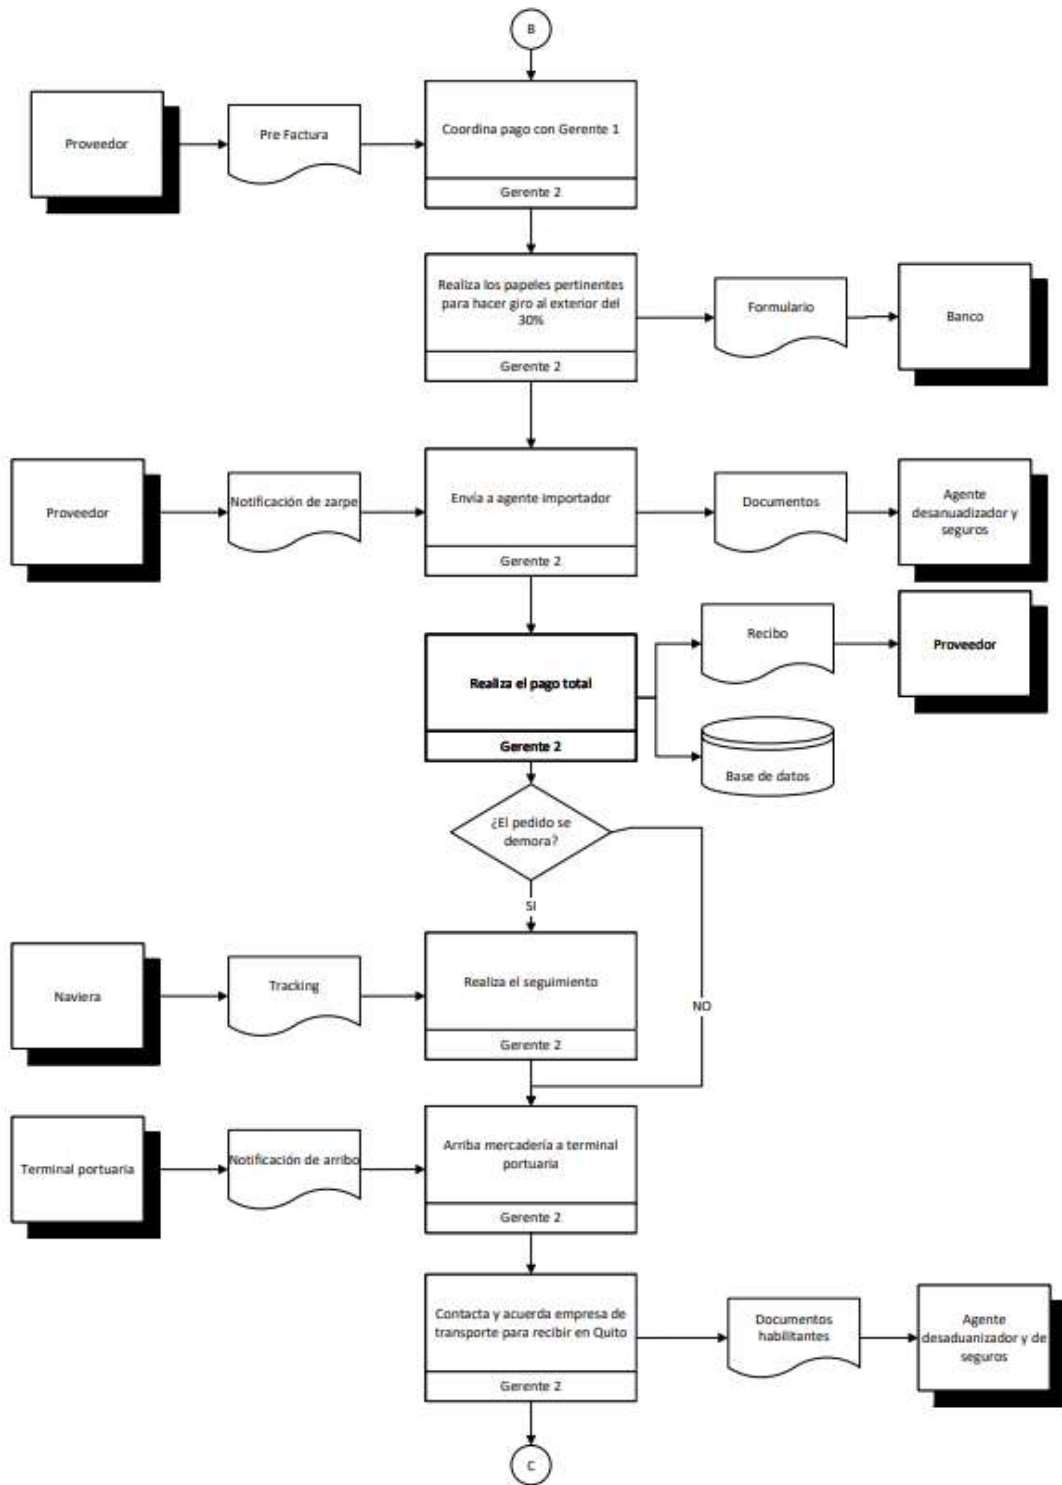 B
Proveedor
Pre Factura
Coordina pago con Gerente 1
Gerente 2
Realiza los papeles pertinentes
para hacer giro al exterior del
30%
Gerente 2
Formulario
Banco
Proveedor
Notificación de zarpe
Envía a agente importador
Gerente 2
Documentos
Agente
desanuadizador y
seguros
Realiza el pago total
Gerente 2
Recibo
Proveedor
Base de datos
¿El pedido se
demora?
SI
NO
Naviera
Tracking
Realiza el seguimiento
Gerente 2
Terminal portuaria
Notificación de arribo
Arriba mercadería a terminal
portuaria
Gerente 2
Contacta y acuerda empresa de
transporte para recibir en Quito
Gerente 2
Documentos
habilitantes
Agente
desaduanizador y de
seguros
C